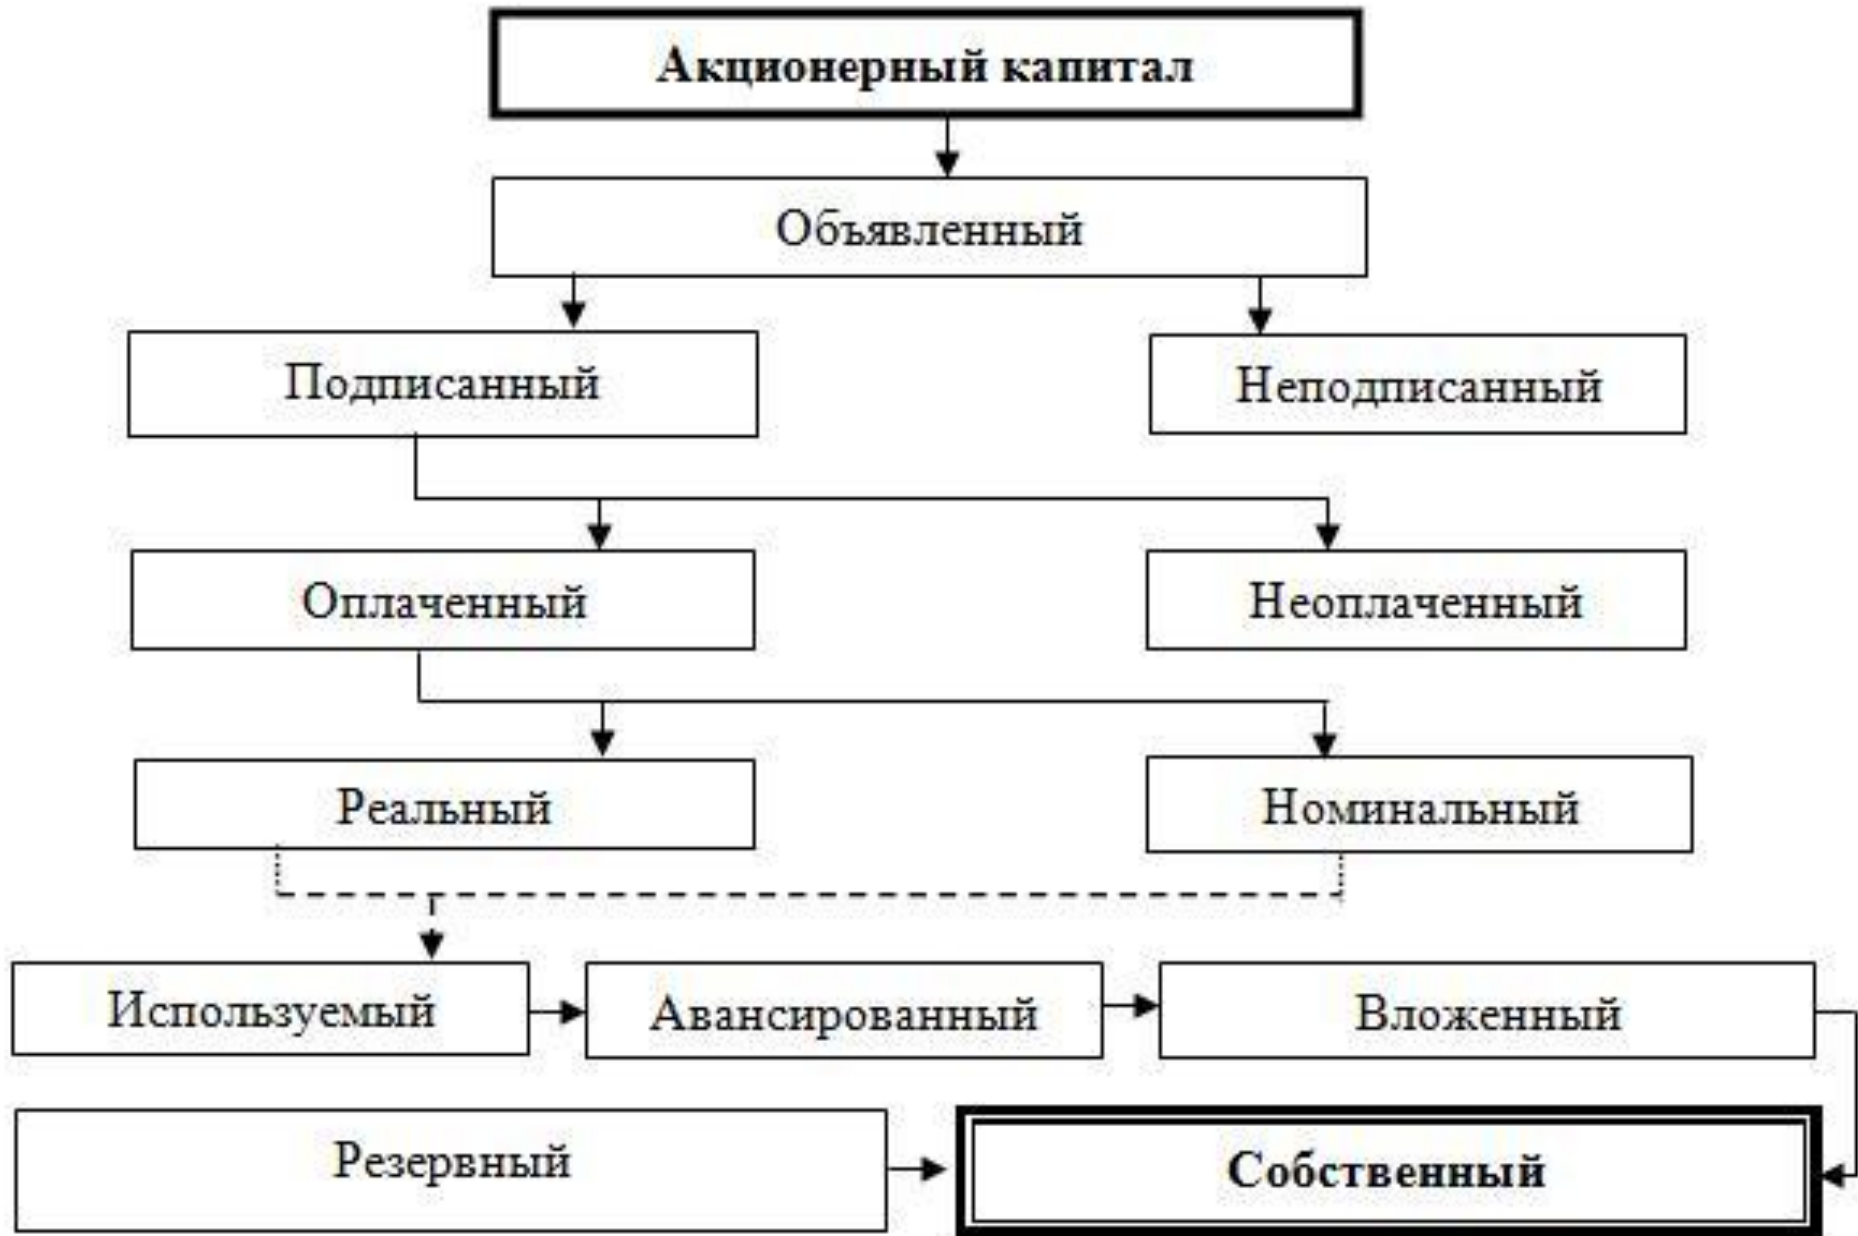 Акционерный капитал
Объявленный
Подписанный
Неподписанный
Оплаченный
Неоплаченный
Реальный
Номинальный
Используемый
Авансированный
Вложенный
Резервный
Собственный